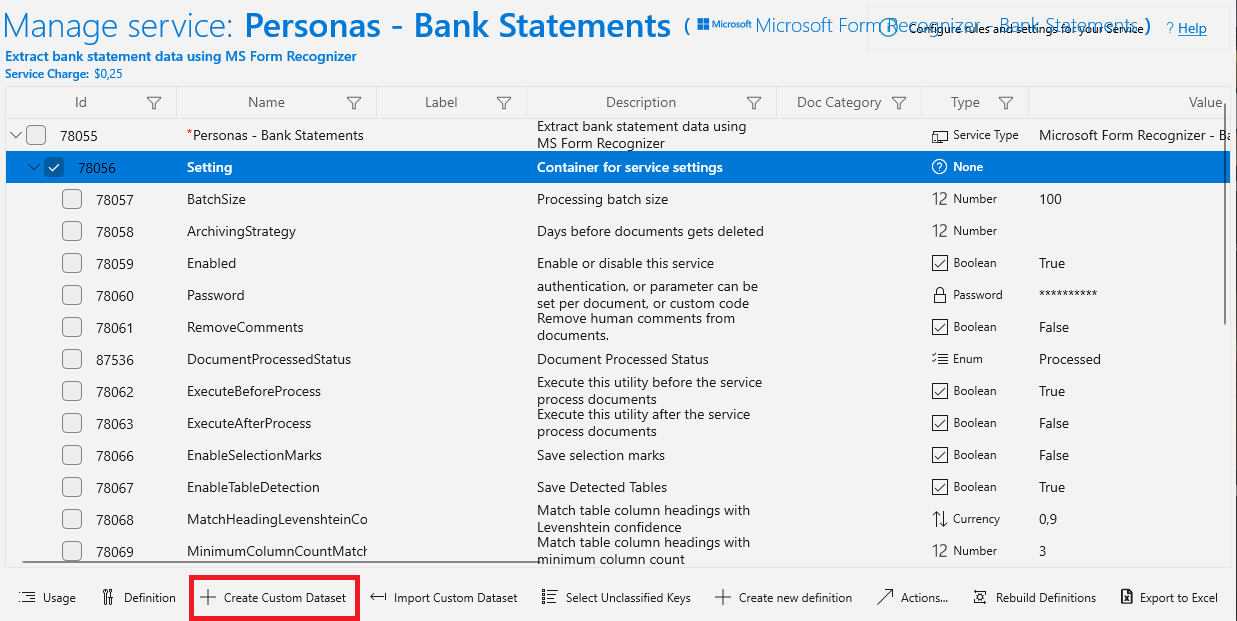 Manage service: Personas - Bank Statements ( Microsoft Microsoft Form Recognizer - Bank Statements )
Configure rules and settings for your Service
? Help
Extract bank statement data using MS Form Recognizer
Service Charge: $0,25
Id Name Label Description Doc Category Type Value
78055 *Personas - Bank Statements Extract bank statement data using MS Form Recognizer Service Type Microsoft Form Recognizer - Ba
78056 Setting Container for service settings None
78057 BatchSize Processing batch size 12 Number 100
78058 ArchivingStrategy Days before documents gets deleted 12 Number
78059 Enabled Enable or disable this service Boolean True
78060 Password authentication, or parameter can be set per document, or custom code Password **********
78061 RemoveComments Remove human comments from documents. Boolean False
87536 DocumentProcessedStatus Document Processed Status Enum Processed
78062 ExecuteBeforeProcess Execute this utility before the service process documents Boolean True
78063 ExecuteAfterProcess Execute this utility after the service process documents Boolean False
78066 EnableSelectionMarks Save selection marks Boolean False
78067 EnableTableDetection Save Detected Tables Boolean True
78068 MatchHeadingLevenshteinCo Match table column headings with Levenshtein confidence Currency 0,9
78069 MinimumColumnCountMatch Match table column headings with minimum column count 12 Number 3
Usage Definition Create Custom Dataset Import Custom Dataset Select Unclassified Keys Create new definition Actions... Rebuild Definitions Export to Excel